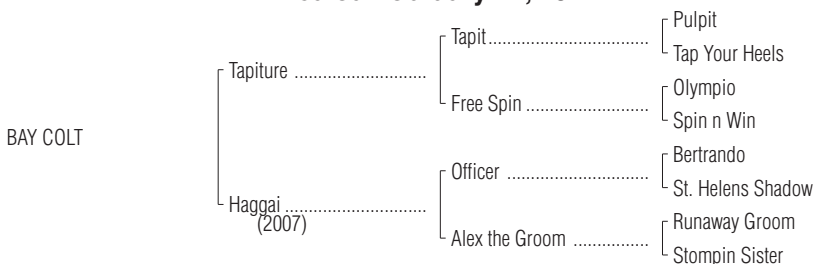 Pulpit
Tapit
Tap Your Heels
Tapiture
Olympio
Free Spin
Spin n Win
BAY COLT
Bertrando
Officer
St. Helens Shadow
Haggai
(2007)
Runaway Groom
Alex the Groom
Stompin Sister